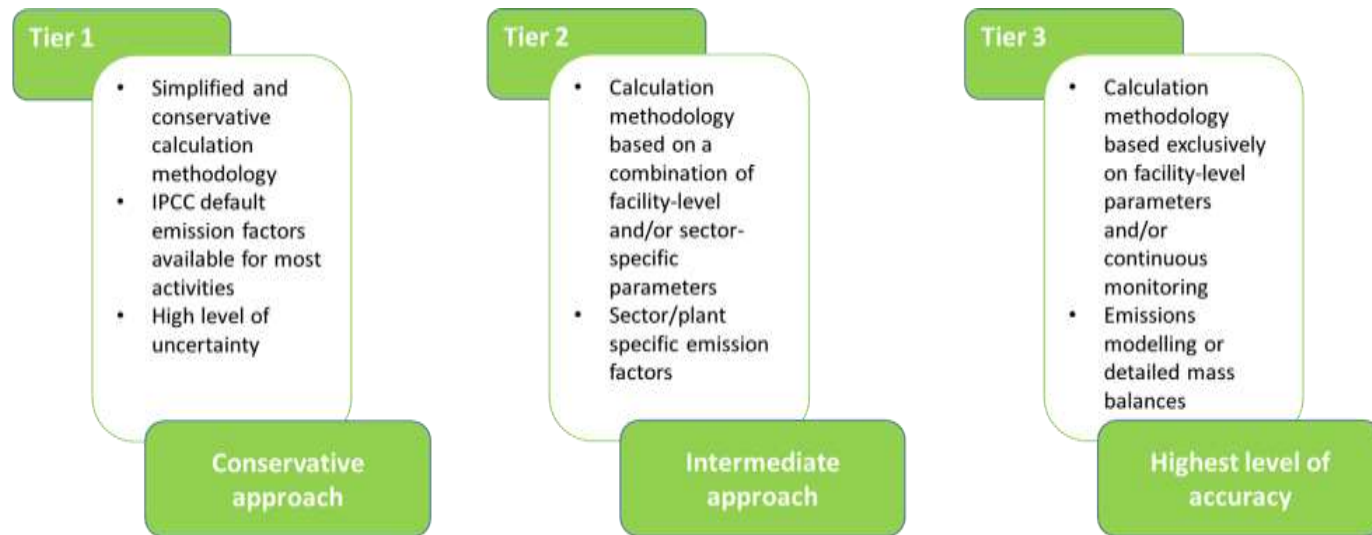 Tier 1
• Simplified and
conservative
calculation
methodology
• IPCC default
emission factors
available for most
activities
• High level of
uncertainty
Conservative
approach
Tier 2
• Calculation
methodology
based on a
combination of
facility-level
and/or sector-
specific
parameters
• Sector/plant
specific emission
factors
Intermediate
approach
Tier 3
• Calculation
methodology
based exclusively
on facility-level
parameters
and/or
continuous
monitoring
• Emissions
modelling or
detailed mass
balances
Highest level of
accuracy